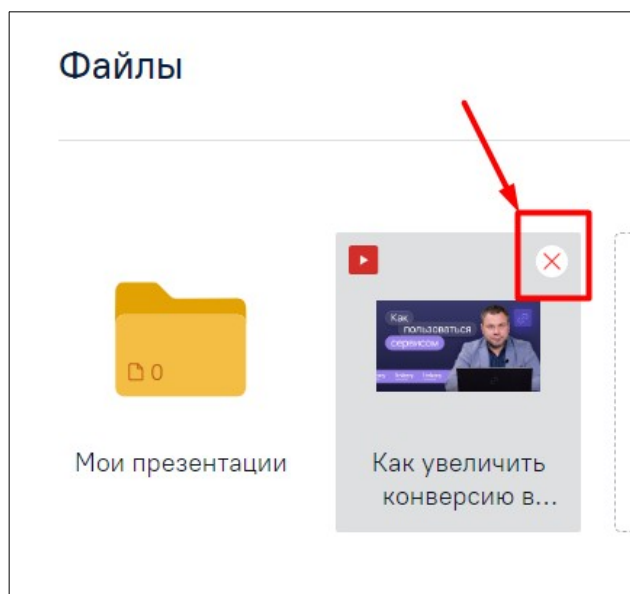 Файлы
0
Мои презентации
Как
пользоваться
сервисом
Как увеличить
конверсию в...